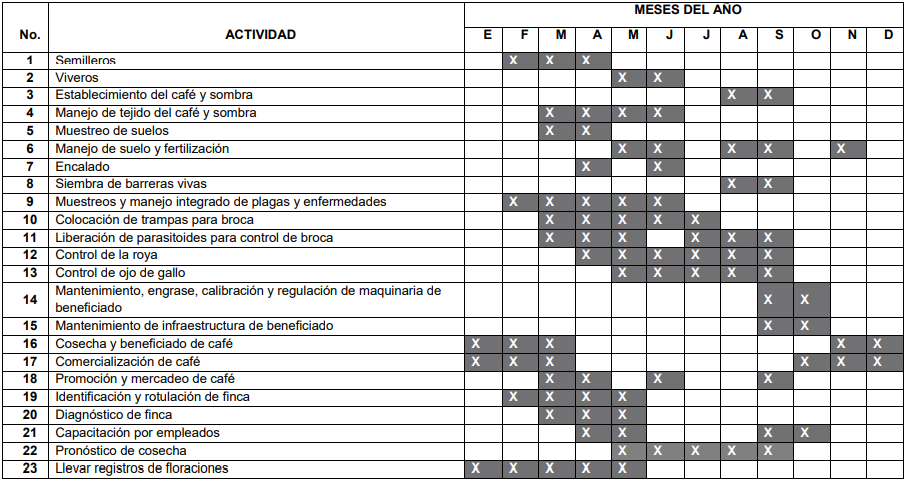 MESES DEL AÑO
No. ACTIVIDAD E F M A M J J A S O N D
1 Semilleros X X X
2 Viveros X X
3 Establecimiento del café y sombra X X
4 Manejo de tejido del café y sombra X X X X
5 Muestreo de suelos X X
6 Manejo de suelo y fertilización X X X X X
7 Encalado X X
8 Siembra de barreras vivas X X
9 Muestreos y manejo integrado de plagas y enfermedades X X X X X
10 Colocación de trampas para broca X X X X X
11 Liberación de parasitoides para control de broca X X X X X X
12 Control de la roya X X X X X X
13 Control de ojo de gallo X X X X X
14 Mantenimiento, engrase, calibración y regulación de maquinaria de
beneficiado X X
15 Mantenimiento de infraestructura de beneficiado X X
16 Cosecha y beneficiado de café X X X X X
17 Comercialización de café X X X X X X
18 Promoción y mercadeo de café X X X X
19 Identificación y rotulación de finca X X X X
20 Diagnóstico de finca X X X
21 Capacitación por empleados X X X X
22 Pronóstico de cosecha X X X X X
23 Llevar registros de floraciones X X X X X